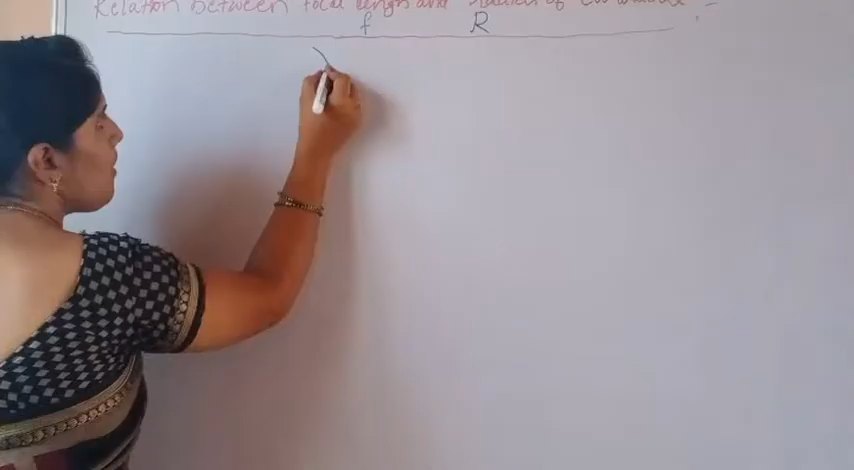 Relation between focal length and radius of curvature :-
f R